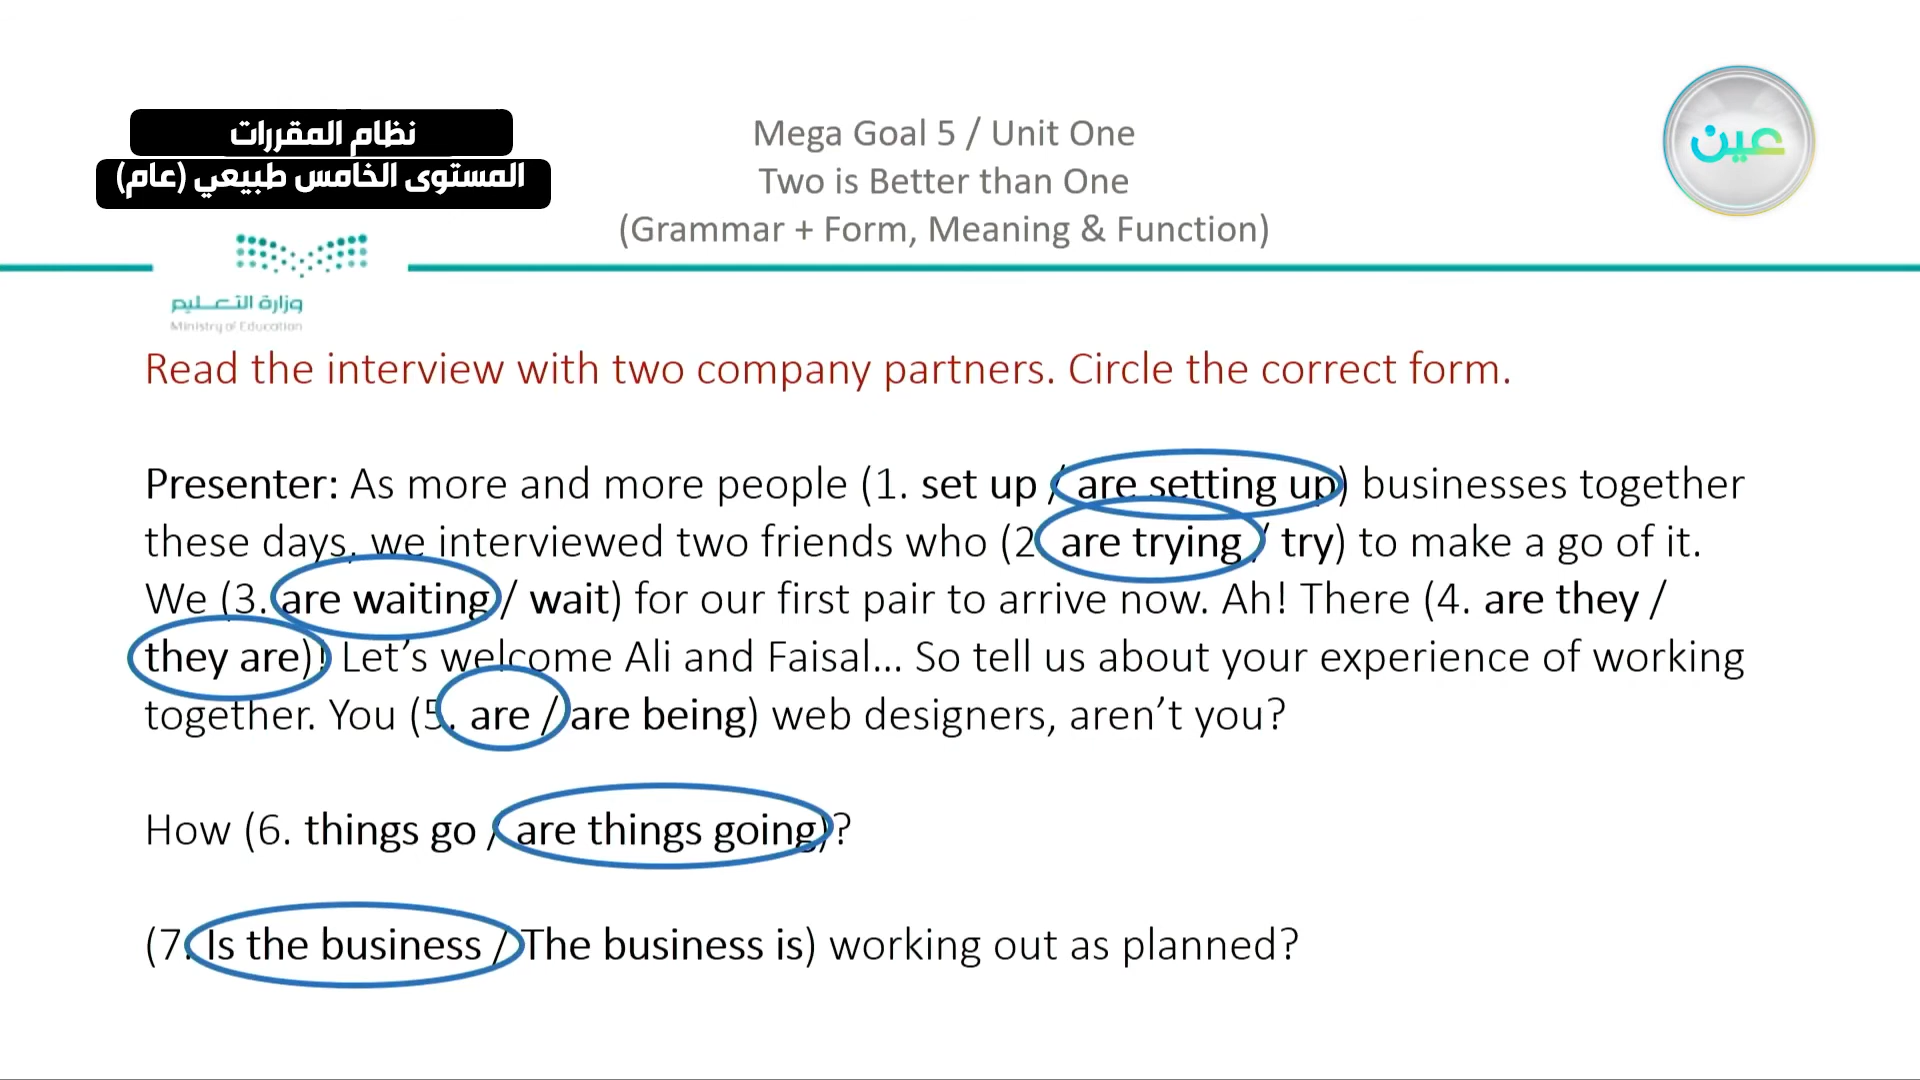 نظام المقررات
المستوى الخامس طبيعي (عام)
Mega Goal 5 / Unit One
Two is Better than One
(Grammar + Form, Meaning & Function)
عين
وزارة التعليم
Ministry of Education
Read the interview with two company partners. Circle the correct form.
Presenter: As more and more people (1. set up / are setting up) businesses together
these days, we interviewed two friends who (2. are trying / try) to make a go of it.
We (3. are waiting / wait) for our first pair to arrive now. Ah! There (4. are they /
they are)! Let’s welcome Ali and Faisal… So tell us about your experience of working
together. You (5. are / are being) web designers, aren’t you?
How (6. things go / are things going)?
(7. Is the business / The business is) working out as planned?